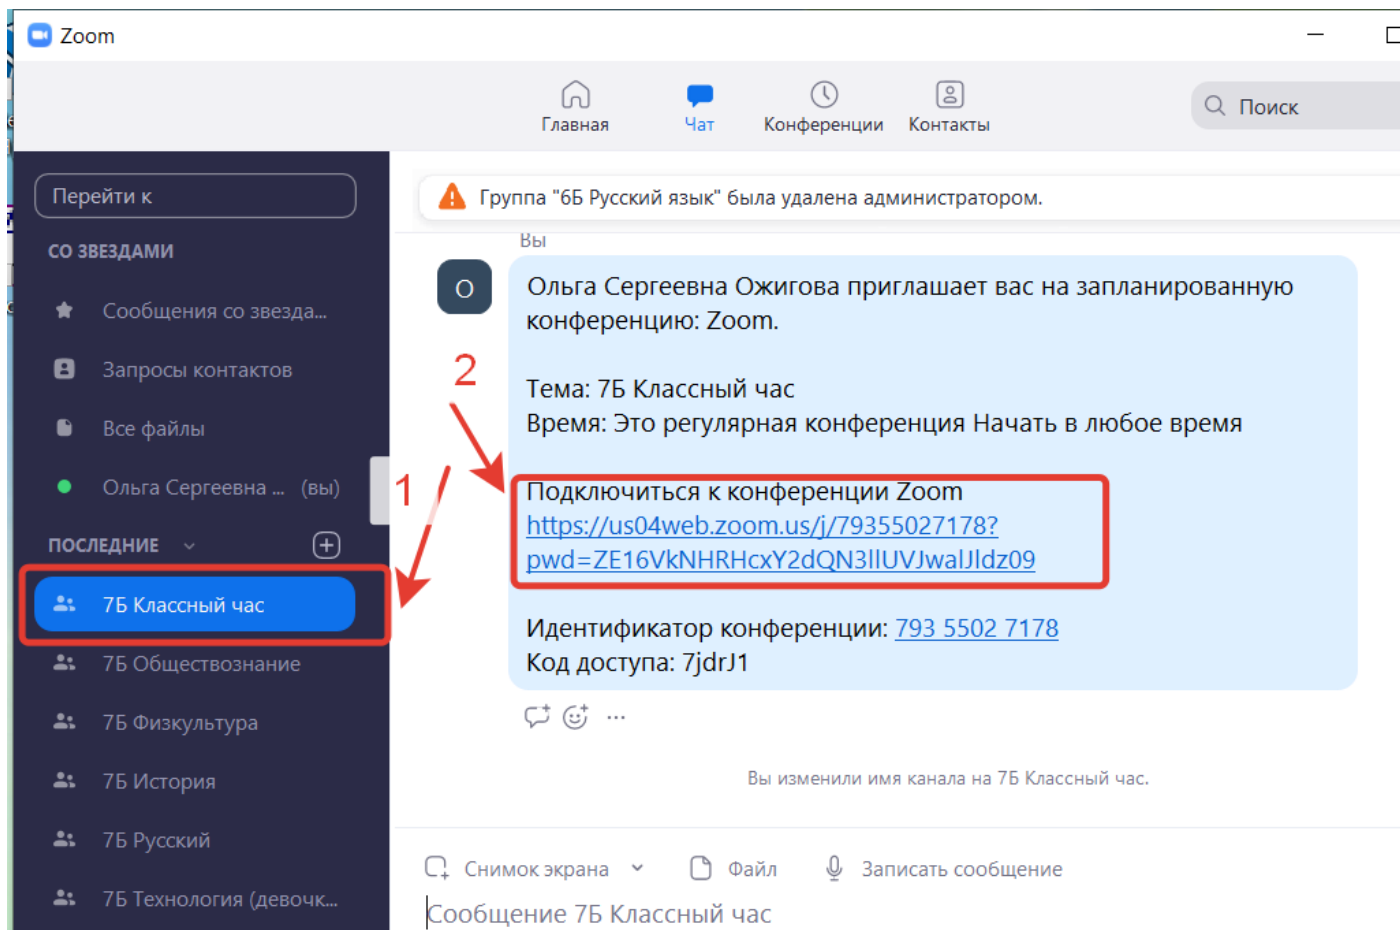 Zoom
Главная
Чат
Конференции
Контакты
Поиск
Перейти к
СО ЗВЕЗДАМИ
Сообщения со звезда...
Запросы контактов
Все файлы
Ольга Сергеевна ... (вы)
ПОСЛЕДНИЕ
7Б Классный час
7Б Обществознание
7Б Физкультура
7Б История
7Б Русский
7Б Технология (девочк...
1
2
Группа "6Б Русский язык" была удалена администратором.
Вы
О
Ольга Сергеевна Ожигова приглашает вас на запланированную
конференцию: Zoom.
Тема: 7Б Классный час
Время: Это регулярная конференция Начать в любое время
Подключиться к конференции Zoom
https://us04web.zoom.us/j/79355027178?
pwd=ZE16VkNHRHcxY2dQN3llUVJwalJldz09
Идентификатор конференции: 793 5502 7178
Код доступа: 7jdrJ1
...
Вы изменили имя канала на 7Б Классный час.
Снимок экрана
Файл
Записать сообщение
Сообщение 7Б Классный час